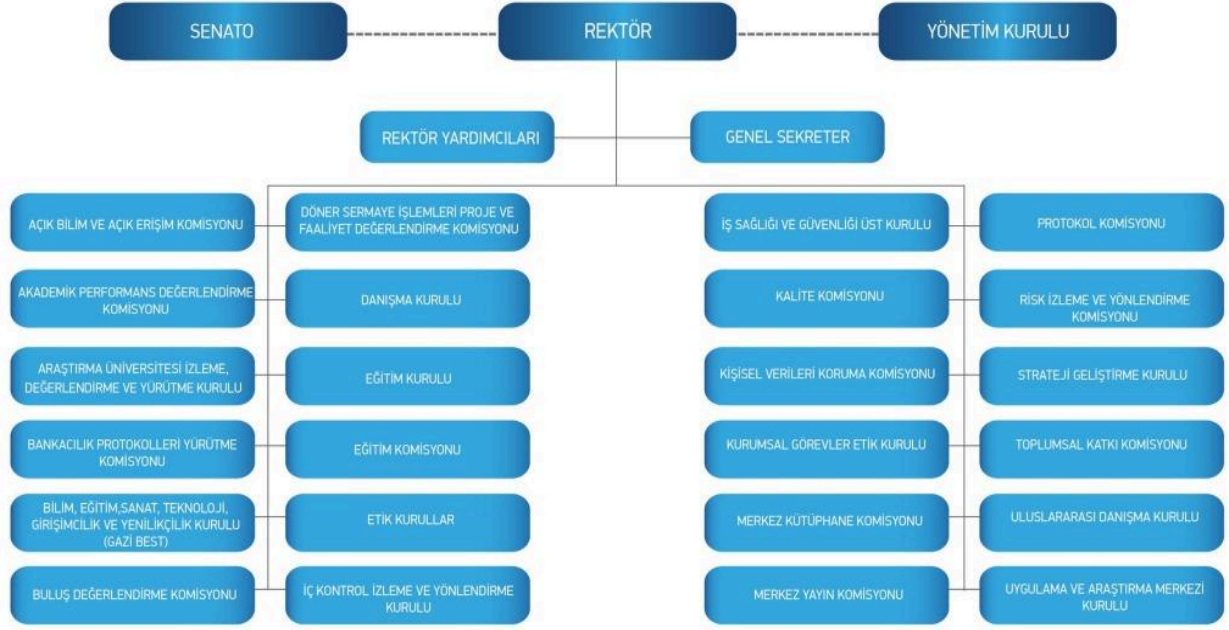 SENATO
REKTÖR
YÖNETİM KURULU
REKTÖR YARDIMCILARI
GENEL SEKRETER
AÇIK BİLİM VE AÇIK ERİŞİM KOMİSYONU
DÖNER SERMAYE İŞLEMLERİ PROJE VE
FAALİYET DEĞERLENDİRME KOMİSYONU
İŞ SAĞLIĞI VE GÜVENLİĞİ ÜST KURULU
PROTOKOL KOMİSYONU
AKADEMİK PERFORMANS DEĞERLENDİRME
KOMİSYONU
DANIŞMA KURULU
KALİTE KOMİSYONU
RİSK İZLEME VE YÖNLENDİRME
KOMİSYONU
ARAŞTIRMA ÜNİVERSİTESİ İZLEME,
DEĞERLENDİRME VE YÜRÜTME KURULU
EĞİTİM KURULU
KİŞİSEL VERİLERİ KORUMA KOMİSYONU
STRATEJİ GELİŞTİRME KURULU
BANKACILIK PROTOKOLLERİ YÜRÜTME
KOMİSYONU
EĞİTİM KOMİSYONU
KURUMSAL GÖREVLER ETİK KURULU
TOPLUMSAL KATKI KOMİSYONU
BİLİM, EĞİTİM,SANAT, TEKNOLOJİ,
GİRİŞİMCİLİK VE YENİLİKÇİLİK KURULU
(GAZİ BEST)
ETİK KURULLAR
MERKEZ KÜTÜPHANE KOMİSYONU
ULUSLARARASI DANIŞMA KURULU
BULUŞ DEĞERLENDİRME KOMİSYONU
İÇ KONTROL İZLEME VE YÖNLENDİRME
KURULU
MERKEZ YAYIN KOMİSYONU
UYGULAMA VE ARAŞTIRMA MERKEZİ
KURULU